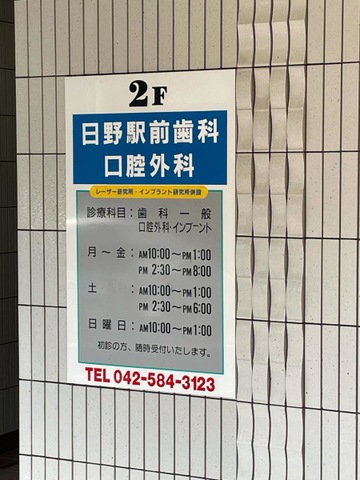 2F
日野駅前歯科
口腔外科
レーザー研究所・インプラント研究所併設
診療科目：歯科一般
口腔外科・インプーント
月～金：AM10:00～PM1:00
PM 2:30～PM8:00
土：AM10:00～PM1:00
PM 2:30～PM6:00
日曜日：AM10:00～PM1:00
初診の方、随時受付いたします。
TEL 042-584-3123